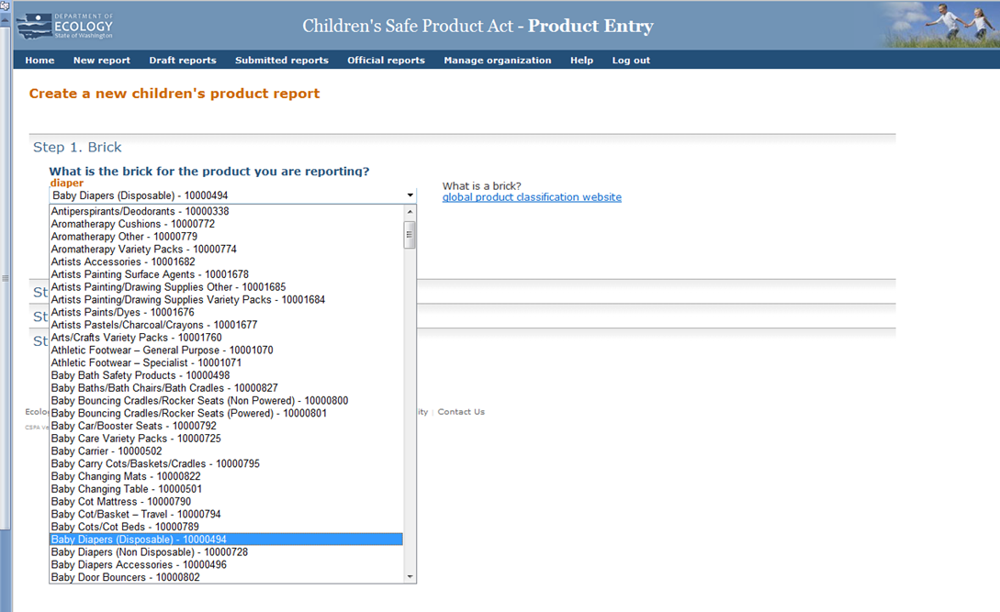 DEPARTMENT OF
ECOLOGY
State of Washington
Children's Safe Product Act - Product Entry
Home New report Draft reports Submitted reports Official reports Manage organization Help Log out
Create a new children's product report
Step 1. Brick
What is the brick for the product you are reporting?
diaper
Baby Diapers (Disposable) - 10000494
What is a brick?
global product classification website
Antiperspirants/Deodorants - 10000338
Aromatherapy Cushions - 10000772
Aromatherapy Other - 10000779
Aromatherapy Variety Packs - 10000774
Artists Accessories - 10001682
Artists Painting Surface Agents - 10001678
Artists Painting/Drawing Supplies Other - 10001685
Artists Painting/Drawing Supplies Variety Packs - 10001684
Artists Paints/Dyes - 10001676
Artists Pastels/Charcoal/Crayons - 10001677
Arts/Crafts Variety Packs - 10001760
Athletic Footwear – General Purpose - 10001070
Athletic Footwear – Specialist - 10001071
Baby Bath Safety Products - 10000498
Baby Baths/Bath Chairs/Bath Cradles - 10000827
Baby Bouncing Cradles/Rocker Seats (Non Powered) - 10000800
Baby Bouncing Cradles/Rocker Seats (Powered) - 10000801
Baby Car/Booster Seats - 10000792
Baby Care Variety Packs - 10000725
Baby Carrier - 10000502
Baby Carry Cots/Baskets/Cradles - 10000795
Baby Changing Mats - 10000822
Baby Changing Table - 10000501
Baby Cot Mattress - 10000790
Baby Cot/Basket – Travel - 10000794
Baby Cots/Cot Beds - 10000789
Baby Diapers (Disposable) - 10000494
Baby Diapers (Non Disposable) - 10000728
Baby Diapers Accessories - 10000496
Baby Door Bouncers - 10000802
St
St
St
Ecolo ity | Contact Us
CSPA Ve